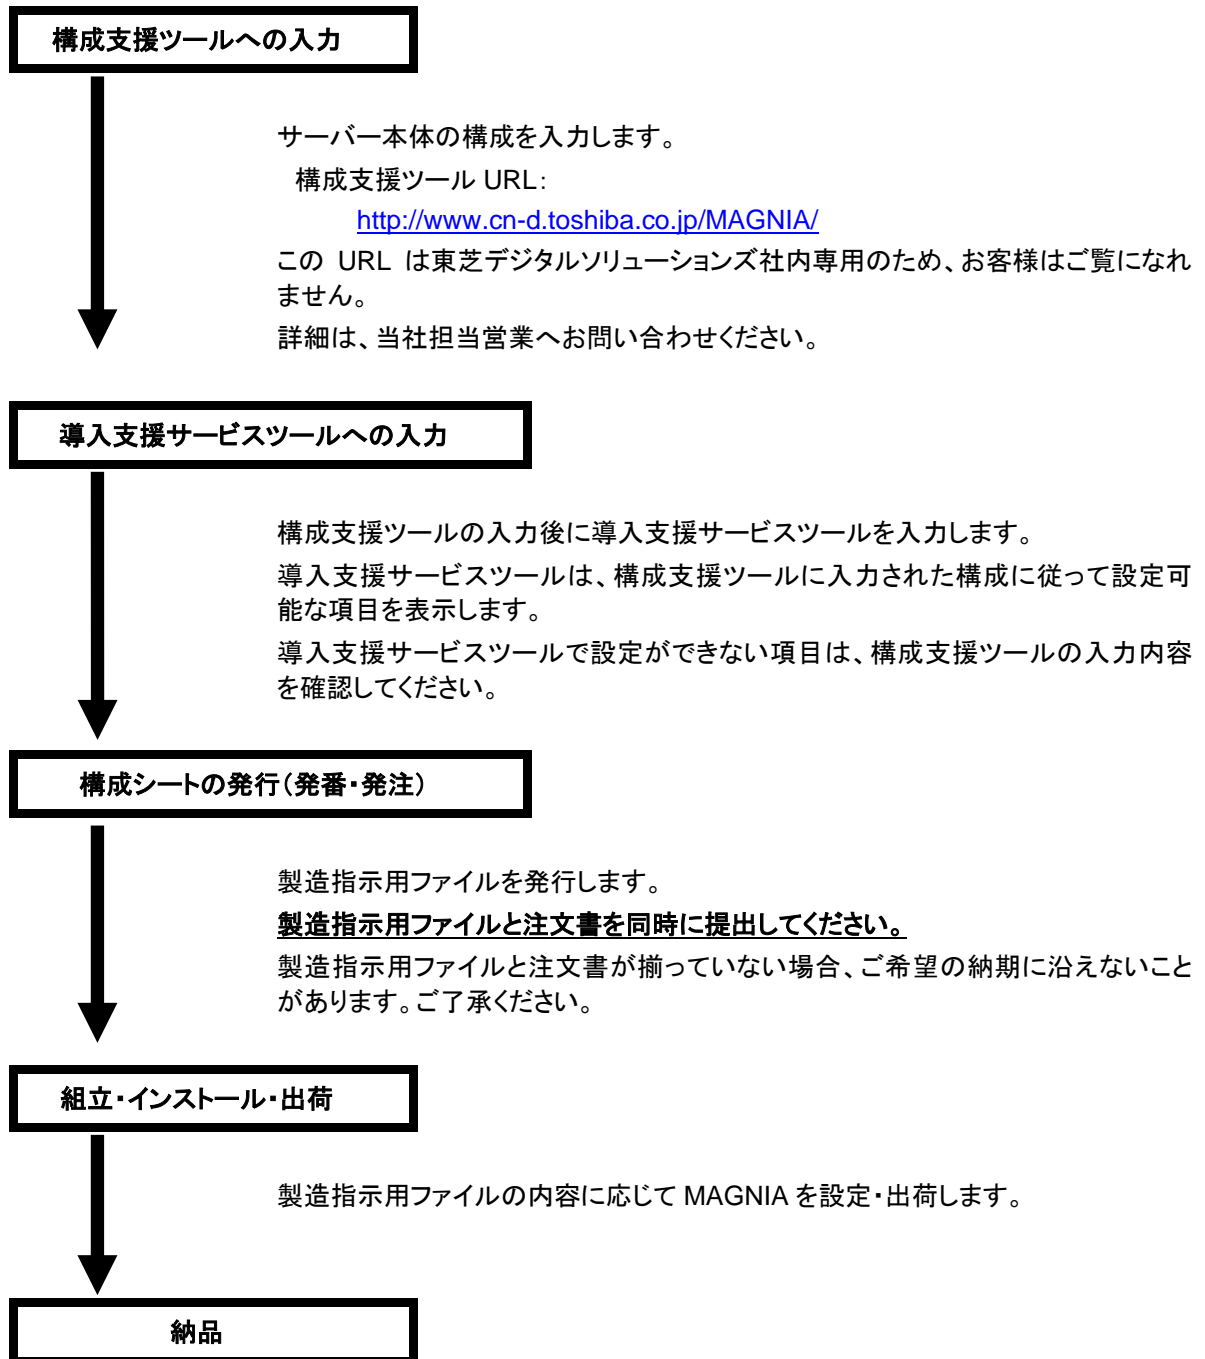 構成支援ツールへの入力
サーバー本体の構成を入力します。
構成支援ツール URL:
http://www.cn-d.toshiba.co.jp/MAGNIA/
この URL は東芝デジタルソリューションズ社内専用のため、お客様はご覧になれ
ません。
詳細は、当社担当営業へお問い合わせください。
導入支援サービスツールへの入力
構成支援ツールの入力後に導入支援サービスツールを入力します。
導入支援サービスツールは、構成支援ツールに入力された構成に従って設定可
能な項目を表示します。
導入支援サービスツールで設定ができない項目は、構成支援ツールの入力内容
を確認してください。
構成シートの発行(発番・発注)
製造指示用ファイルを発行します。
製造指示用ファイルと注文書を同時に提出してください。
製造指示用ファイルと注文書が揃っていない場合、ご希望の納期に沿えないこと
があります。ご了承ください。
組立・インストール・出荷
製造指示用ファイルの内容に応じて MAGNIA を設定・出荷します。
納品